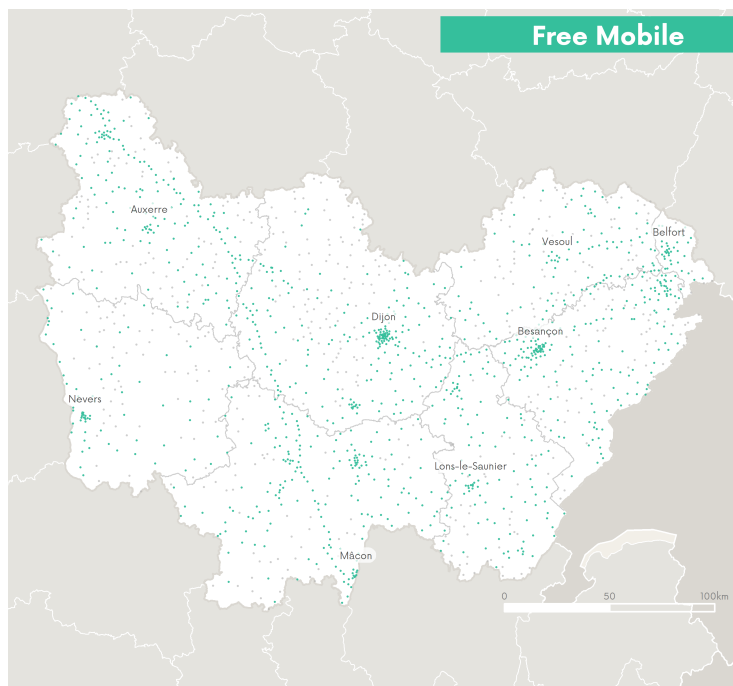 Free Mobile
Auxerre
Belfort
Vesoul
Dijon
Besançon
Nevers
Lons-le-Saunier
Mâcon
0 50 100km